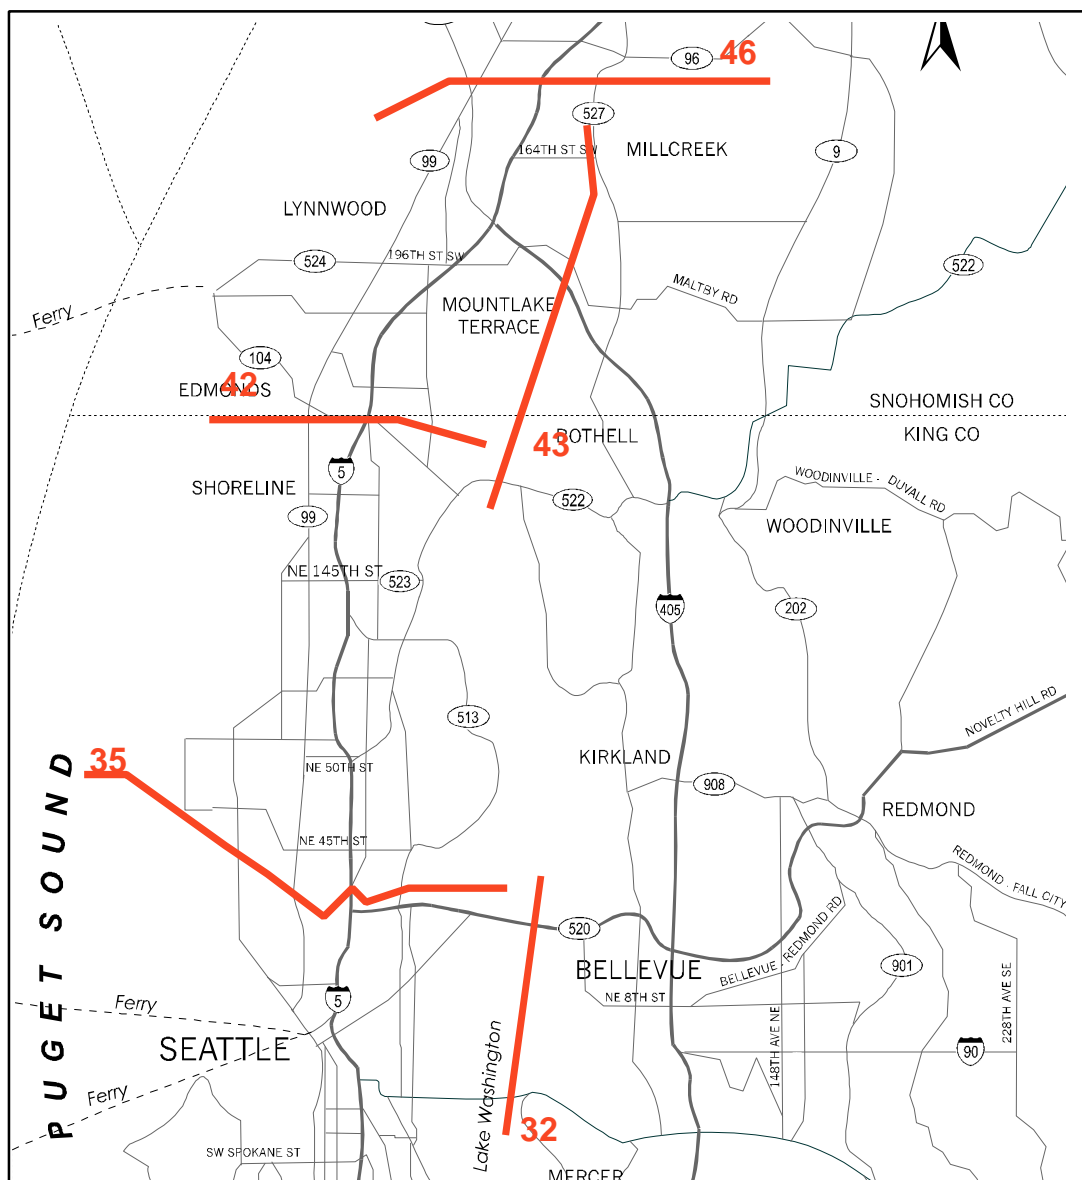 96
46
527
164TH ST SW
MILLCREEK
9
99
LYNNWOOD
524
196TH ST SW
522
MALTBY RD
Ferry
MOUNTLAKE
TERRACE
104
EDMONDS
42
SNOHOMISH CO
KING CO
43
BOTHELL
5
SHORELINE
99
522
WOODINVILLE - DUVALL RD
WOODINVILLE
NE 145TH ST
523
405
202
513
NOVELTY HILL RD
35
NE 50TH ST
KIRKLAND
908
REDMOND
NE 45TH ST
REDMOND - FALL CITY
PUGET SOUND
520
BELLEVUE
BELLEVUE - REDMOND RD
901
NE 8TH ST
228TH AVE SE
148TH AVE NE
90
5
Ferry
SEATTLE
Lake Washington
Ferry
32
SW SPOKANE ST
MERCER